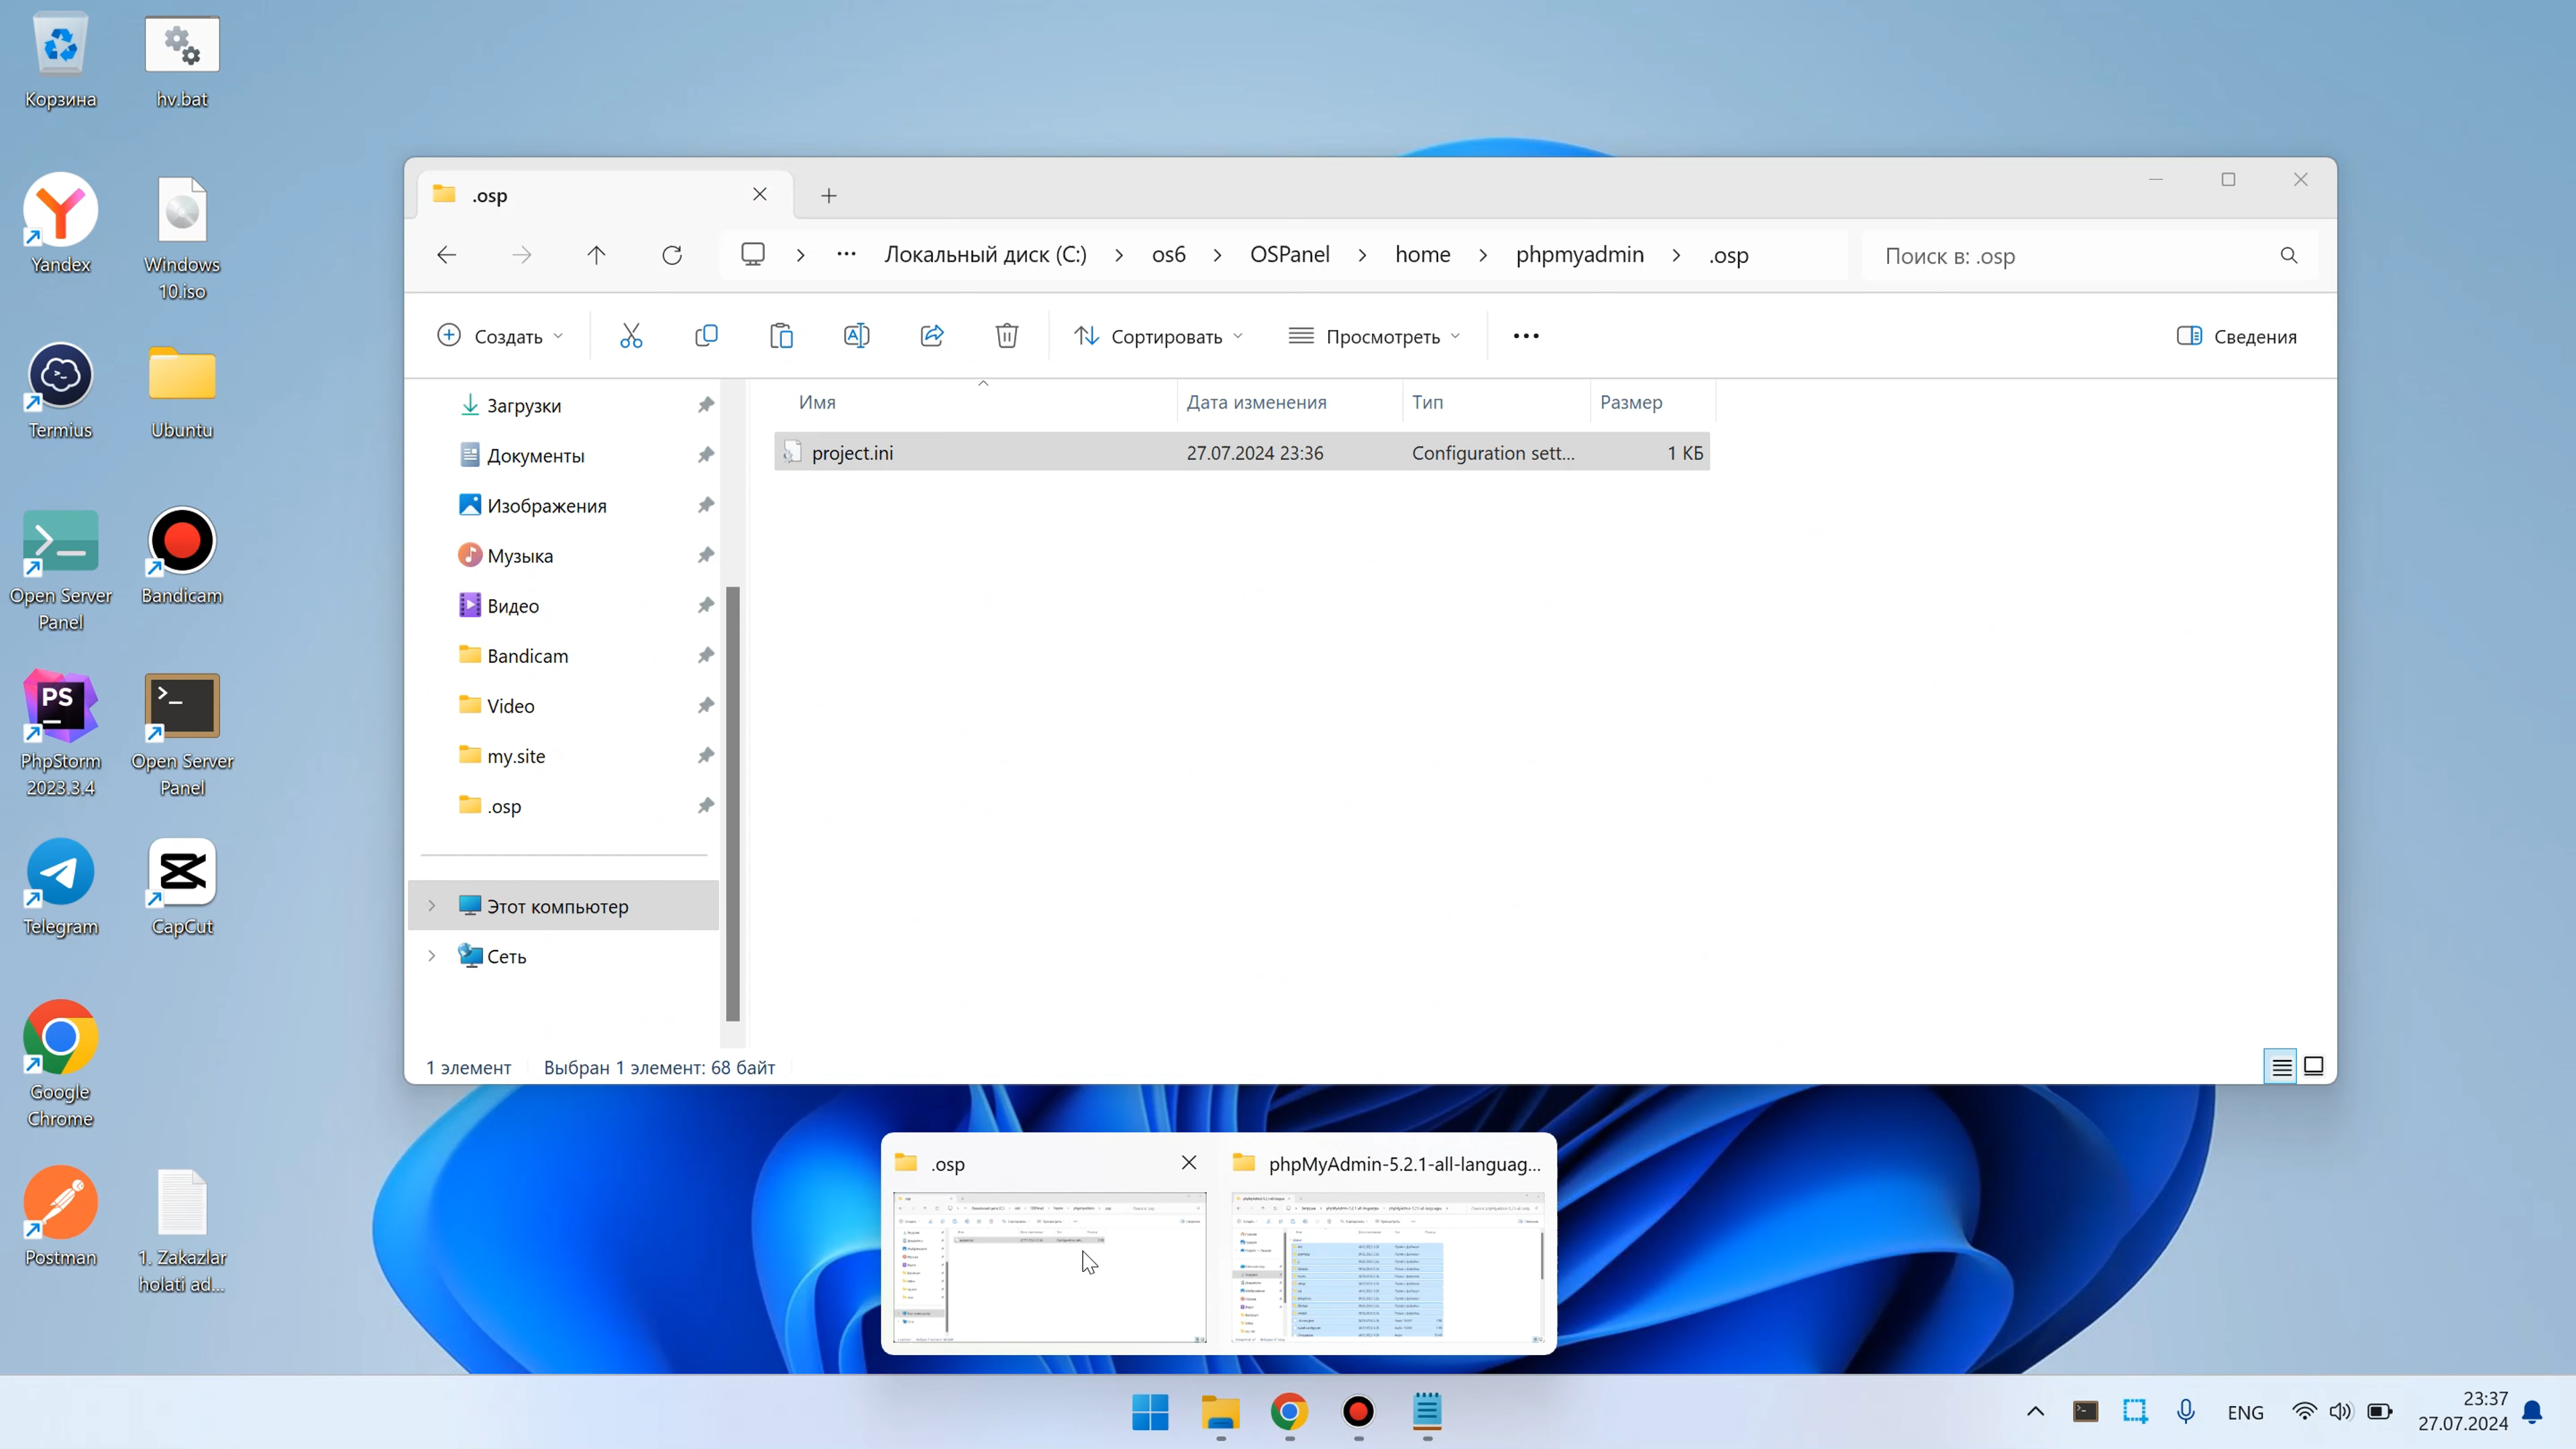 Корзина
hv.bat
Yandex
Windows
10.iso
Termius
Ubuntu
Open Server
Panel
Bandicam
PS
PhpStorm
2023.3.4
Open Server
Panel
Telegram
CapCut
Google
Chrome
Postman
1. Zakazlar
holati ad...
.osp
Локальный диск (C:)
os6
OSPanel
home
phpmyadmin
.osp
Поиск в: .osp
Создать
Сортировать
Просмотреть
Сведения
Имя
Дата изменения
Тип
Размер
project.ini
27.07.2024 23:36
Configuration sett...
1 КБ
Загрузки
Документы
Изображения
Музыка
Видео
Bandicam
Video
my.site
.osp
Этот компьютер
Сеть
1 элемент
Выбран 1 элемент: 68 байт
.osp
phpMyAdmin-5.2.1-all-languag...
ENG
23:37
27.07.2024